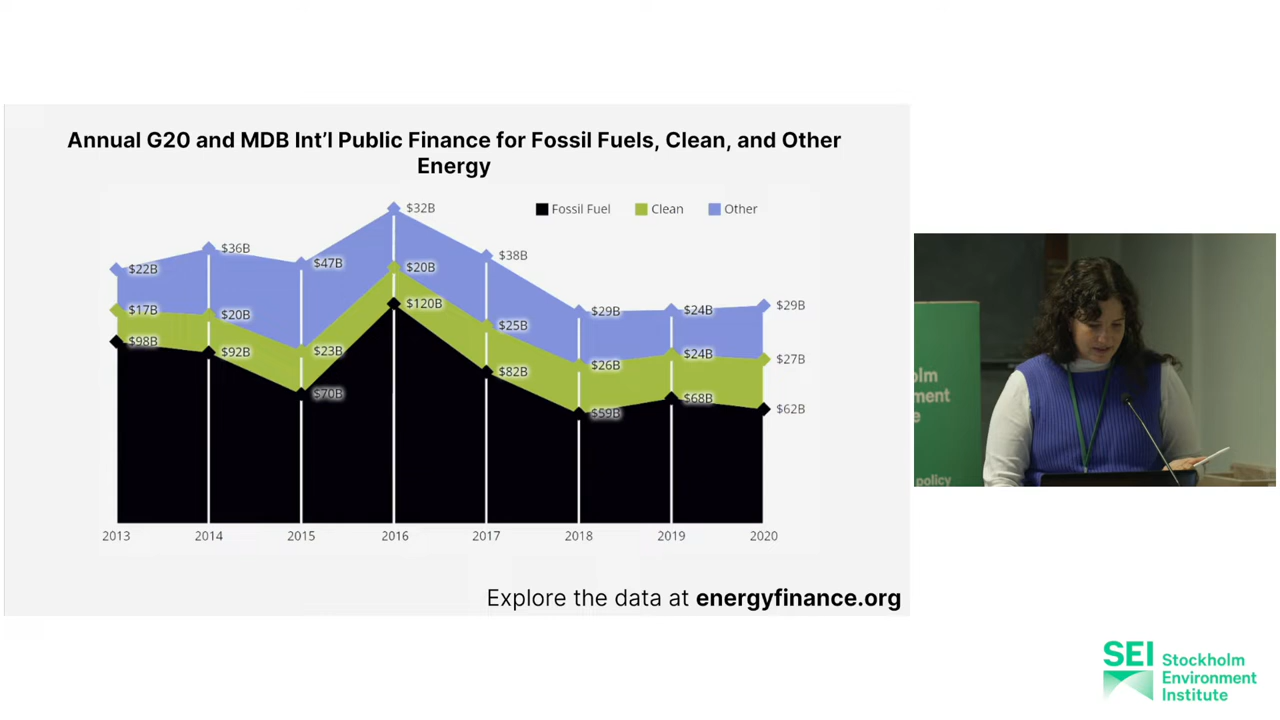 Annual G20 and MDB Int'l Public Finance for Fossil Fuels, Clean, and Other
Energy
Fossil Fuel
Clean
Other
$22B
$36B
$47B
$32B
$38B
$29B
$24B
$29B
$17B
$20B
$23B
$20B
$25B
$26B
$24B
$27B
$98B
$92B
$70B
$120B
$82B
$59B
$68B
$62B
2013
2014
2015
2016
2017
2018
2019
2020
Explore the data at energyfinance.org
policy
SEI
Stockholm
Environment
Institute